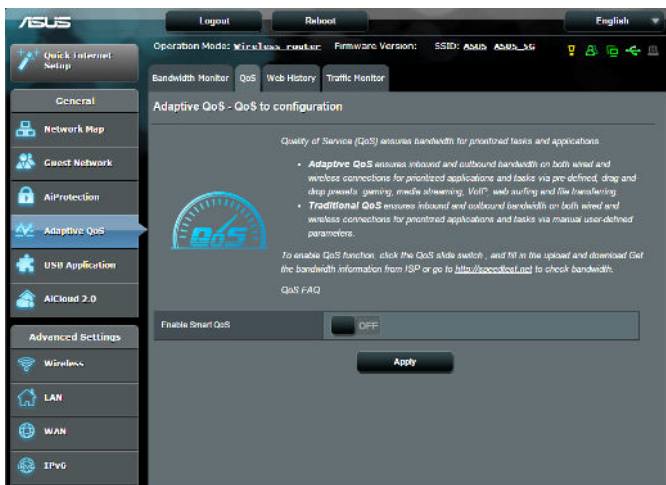 ASUS
Logout
Reboot
English
Quick Internet
Setup
Operation Mode: Wireless router Firmware Version: SSID: ASUS ASUS_5G
Bandwidth Monitor
QoS
Web History
Traffic Monitor
General
Network Map
Guest Network
AiProtection
Adaptive QoS
USB Application
AiCloud 2.0
Advanced Settings
Wireless
LAN
WAN
IPv6
Adaptive QoS - QoS to configuration
Quality of Service (QoS) ensures bandwidth for prioritized tasks and applications.
• Adaptive QoS ensures inbound and outbound bandwidth on both wired and
wireless connections for prioritized applications and tasks via pre-defined, drag-and-
drop presets: gaming, media streaming, VoIP, web surfing and file transferring.
• Traditional QoS ensures inbound and outbound bandwidth on both wired and
wireless connections for prioritized applications and tasks via manual user-defined
parameters.
QoS
To enable QoS function, click the QoS slide switch , and fill in the upload and download Get
the bandwidth information from ISP or go to http://speedtest.net to check bandwidth.
QoS FAQ
Enable Smart QoS
OFF
Apply